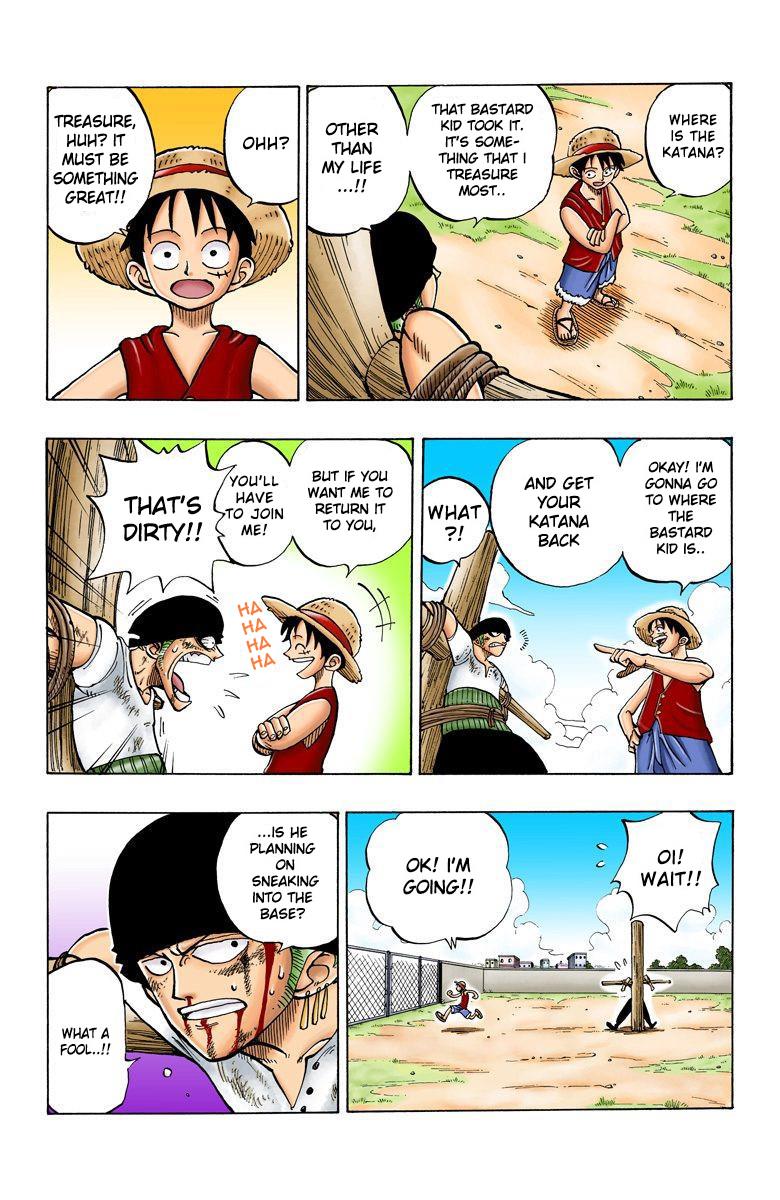 WHERE
IS THE
KATANA?
THAT BASTARD
KID TOOK IT.
IT'S SOME-
THING THAT I
TREASURE
MOST..
OTHER
THAN
MY LIFE
...!!
OHH?
TREASURE,
HUH? IT
MUST BE
SOMETHING
GREAT!!
OKAY! I'M
GONNA GO
TO WHERE
THE
BASTARD
KID IS..
AND GET
YOUR
KATANA
BACK
WHAT
?!
BUT IF YOU
WANT ME TO
RETURN IT
TO YOU,
YOU'LL
HAVE
TO JOIN
ME!
HA
HA
HA
HA
THAT'S
DIRTY!!
OI!
WAIT!!
OK! I'M
GOING!!
...IS HE
PLANNING
ON
SNEAKING
INTO THE
BASE?
WHAT A
FOOL..!!